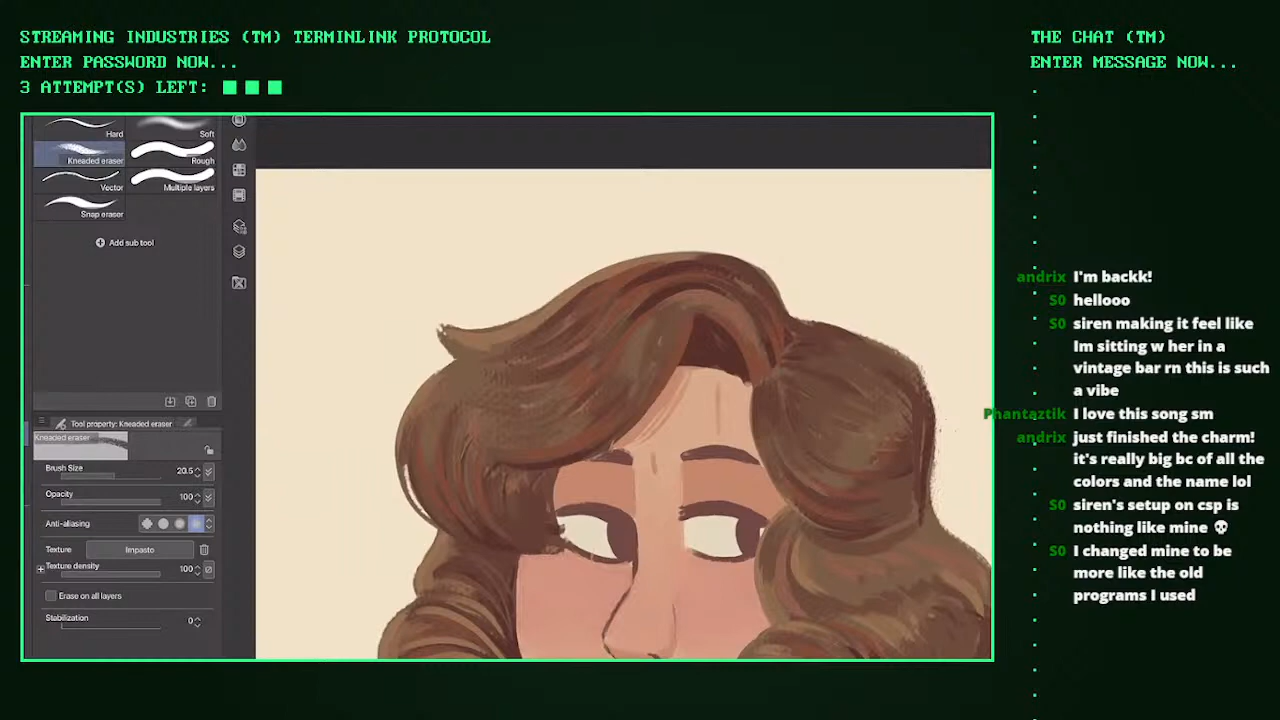 STREAMING INDUSTRIES (TM) TERMINLINK PROTOCOL
ENTER PASSWORD NOW...
3 ATTEMPT(S) LEFT:
THE CHAT (TM)
ENTER MESSAGE NOW...
Hard
Soft
Kneaded eraser
Rough
Vector
Multiple layers
Snap eraser
Add sub tool
Tool property: Kneaded eraser
Kneaded eraser
Brush Size 20.5
Opacity 100
Anti-aliasing
Texture Impasto
Texture density 100
Erase on all layers
Stabilization 0
andrix I'm backk!
S0 hellooo
S0 siren making it feel like
Im sitting w her in a
vintage bar rn this is such
a vibe
Phantaztik I love this song sm
andrix just finished the charm!
it's really big bc of all the
colors and the name lol
S0 siren's setup on csp is
nothing like mine 💀
S0 I changed mine to be
more like the old
programs I used